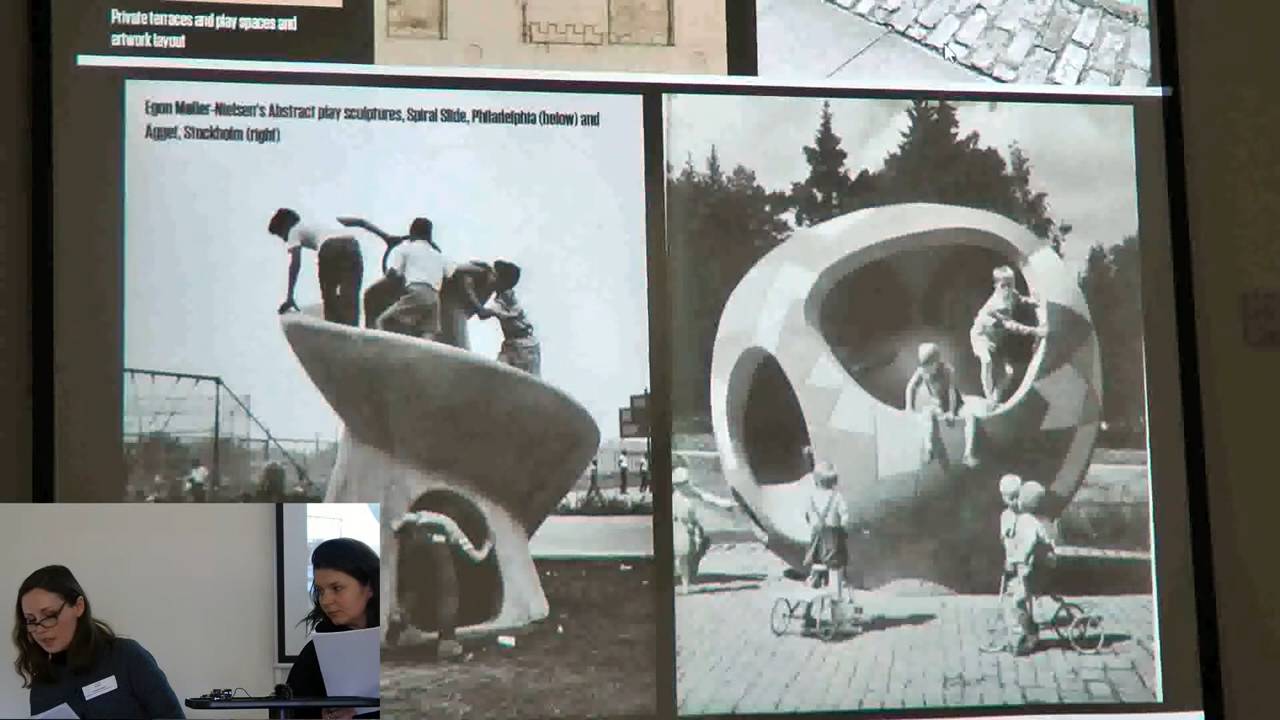 Private terraces and play spaces and
artwork layout
Egon Møller-Nielsen's Abstract play sculptures, Spiral Slide, Philadelphia (below) and
Ägget, Stockholm (right)